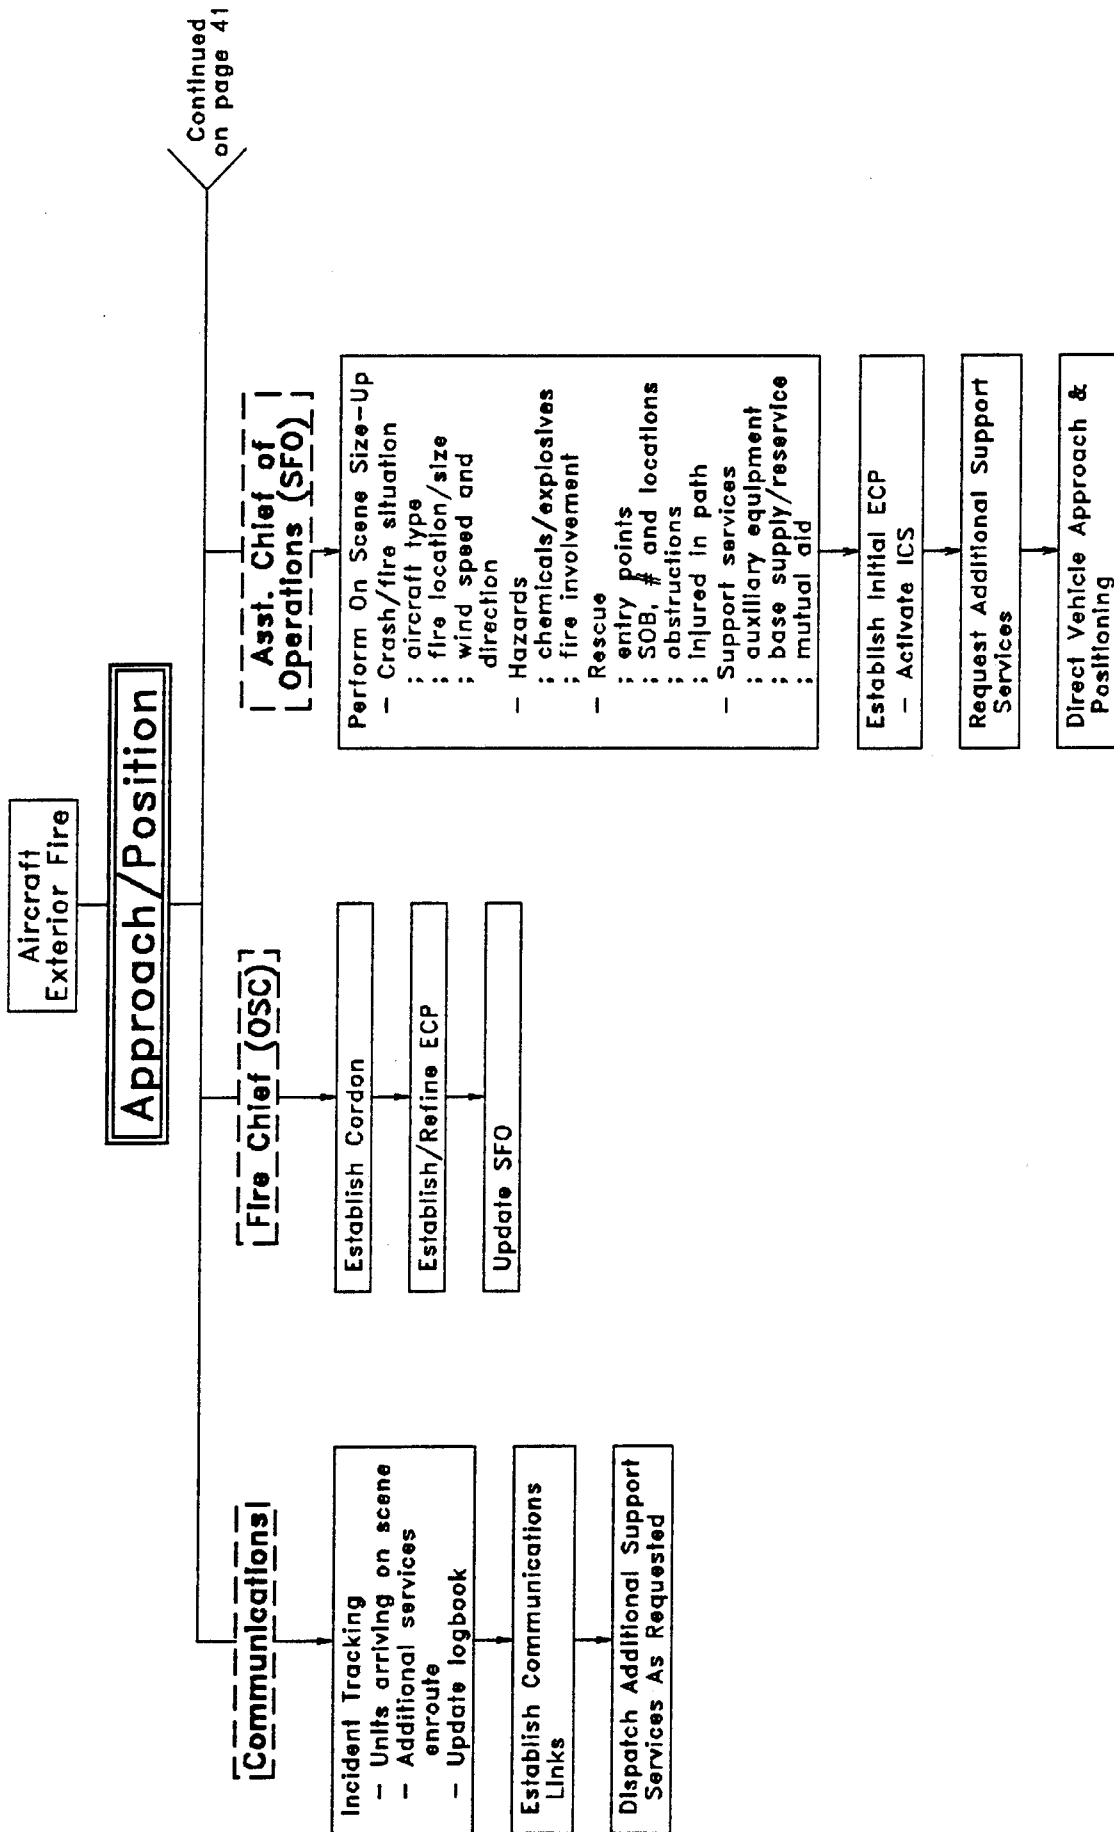 Aircraft
Exterior Fire
Approach/Position
Continued
on page 41
Communications
Incident Tracking
- Units arriving on scene
- Additional services
enroute
- Update logbook
Establish Communications
Links
Dispatch Additional Support
Services As Requested
Fire Chief (OSC)
Establish Cordon
Establish/Refine ECP
Update SFO
Asst. Chief of
Operations (SFO)
Perform On Scene Size-Up
- Crash/fire situation
; aircraft type
; fire location/size
; wind speed and
direction
- Hazards
; chemicals/explosives
; fire involvement
- Rescue
; entry points
; SOB, # and locations
; obstructions
; injured in path
- Support services
; auxiliary equipment
; base supply/reservice
; mutual aid
Establish Initial ECP
- Activate ICS
Request Additional Support
Services
Direct Vehicle Approach &
Positioning